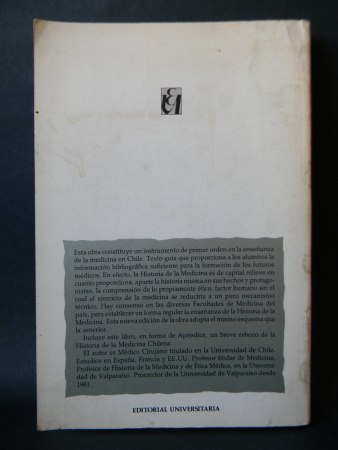 Esta obra constituye un instrumento de primer orden en la enseñanza
de la medicina en Chile. Texto guía que proporciona a los alumnos la
información bibliográfica suficiente para la formación de los futuros
médicos. En efecto, la Historia de la Medicina es de capital relieve en
cuanto proporciona, aparte la historia misma en sus hechos y protago-
nistas, la comprensión de lo propiamente ético, factor humano sin el
cual el ejercicio de la medicina se reduciría a un puro mecanismo
técnico. Hay consenso en las diversas Facultades de Medicina del
país, para establecer en forma regular la enseñanza de la Historia de la
Medicina. Esta nueva edición de la obra adopta el mismo esquema que
la anterior.
Incluye este libro, en forma de Apéndice, un breve esbozo de la
Historia de la Medicina Chilena.
El autor es Médico Cirujano titulado en la Universidad de Chile.
Estudios en España, Francia y EE.UU. Profesor titular de Medicina,
Profesor de Historia de la Medicina y de Ética Médica, en la Universi-
dad de Valparaíso. Prorrector de la Universidad de Valparaíso desde
1981.
EDITORIAL UNIVERSITARIA